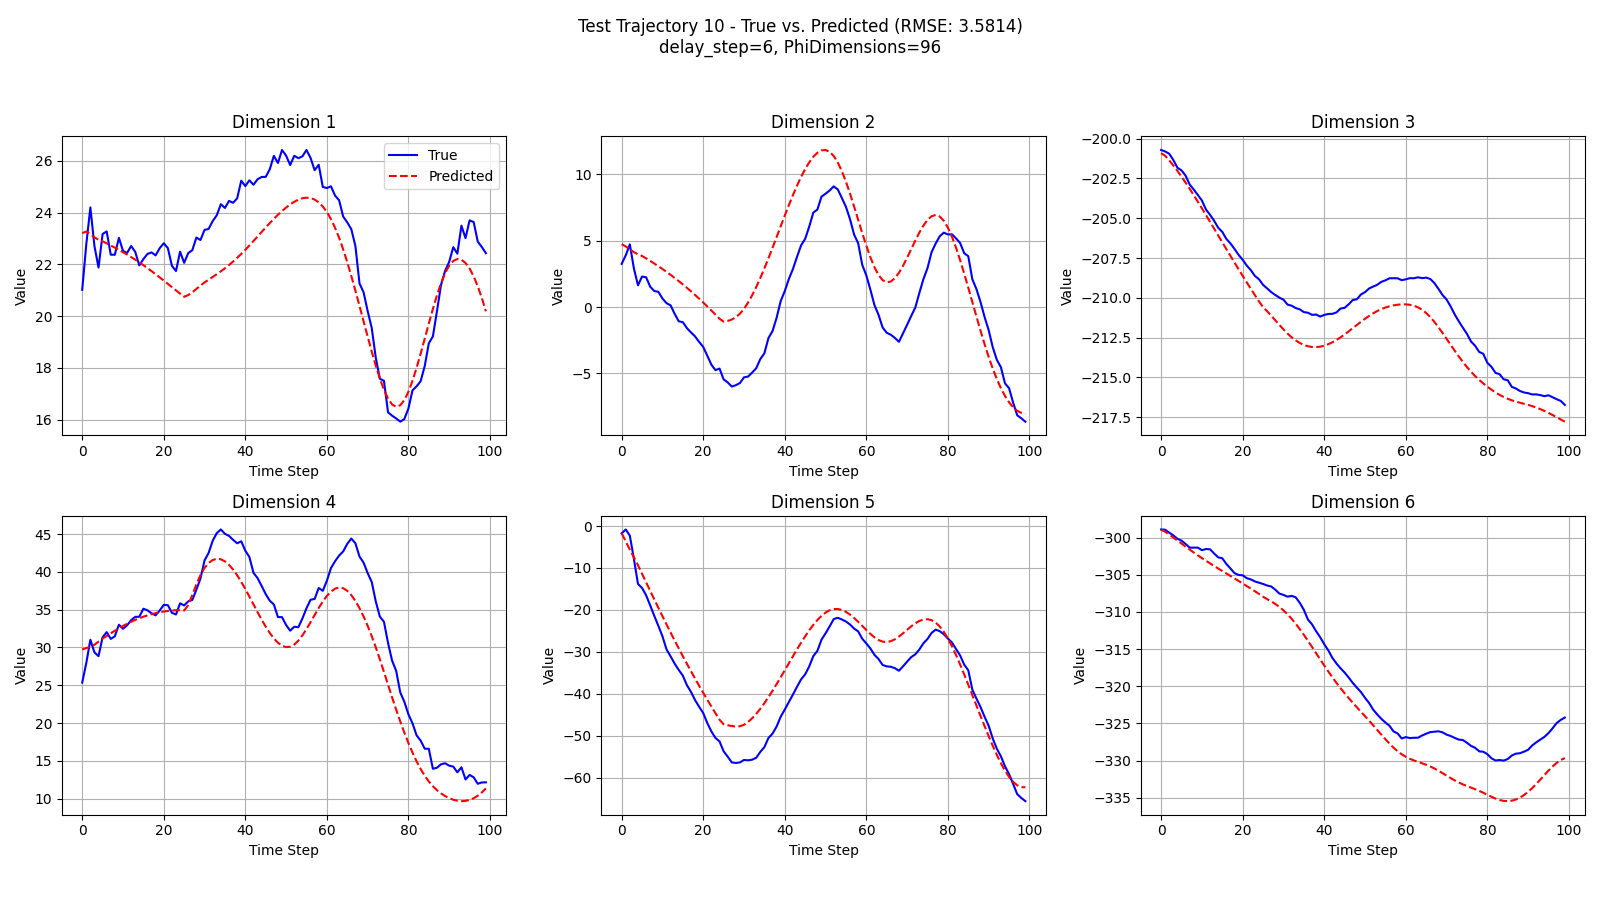 Test Trajectory 10 - True vs. Predicted (RMSE: 3.5814)
delay_step=6, PhiDimensions=96
Dimension 1
Value
26
24
22
20
18
16
True
Predicted
0 20 40 60 80 100
Time Step
Dimension 2
Value
10
5
0
−5
0 20 40 60 80 100
Time Step
Dimension 3
Value
−200.0
−202.5
−205.0
−207.5
−210.0
−212.5
−215.0
−217.5
0 20 40 60 80 100
Time Step
Dimension 4
Value
45
40
35
30
25
20
15
10
0 20 40 60 80 100
Time Step
Dimension 5
Value
0
−10
−20
−30
−40
−50
−60
0 20 40 60 80 100
Time Step
Dimension 6
Value
−300
−305
−310
−315
−320
−325
−330
−335
0 20 40 60 80 100
Time Step